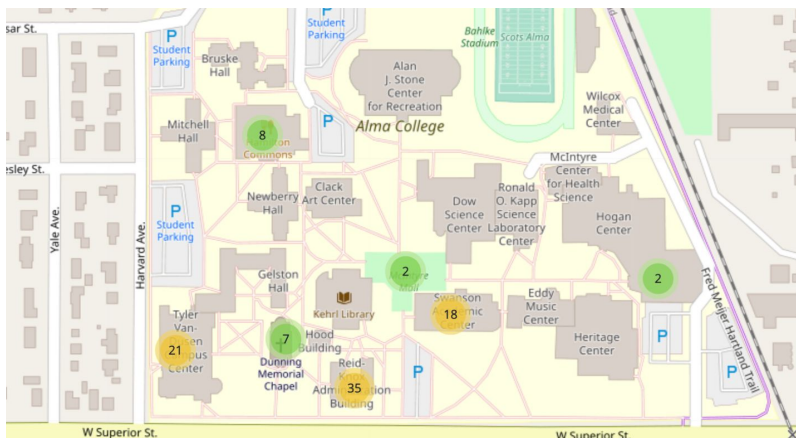 sar St.
P
Student
Parking
P
Student
Parking
Bruske
Hall
Alan
J. Stone
Center
for Recreation
Bahlke
Stadium
Scots Alma
Alma College
Wilcox
Medical
Center
Mitchell
Hall
8
Commons
P
esley St.
Yale Ave.
Harvard Ave.
P
Student
Parking
Newberry
Hall
Clack
Art Center
Dow
Science
Center
Ronald
O. Kapp
Science
Laboratory
Center
McIntyre
Center
for Health
Science
Hogan
Center
Gelston
Hall
2
Mall
2
Fred Meijer Hartland Trail
Kehrl Library
Swanson
Center
18
Eddy
Music
Center
Heritage
Center
Tyler
Van-
Center
21
7
Hood
Building
Dunning
Memorial
Chapel
Reid-
Building
35
P
P
P
W Superior St.
W Superior St.